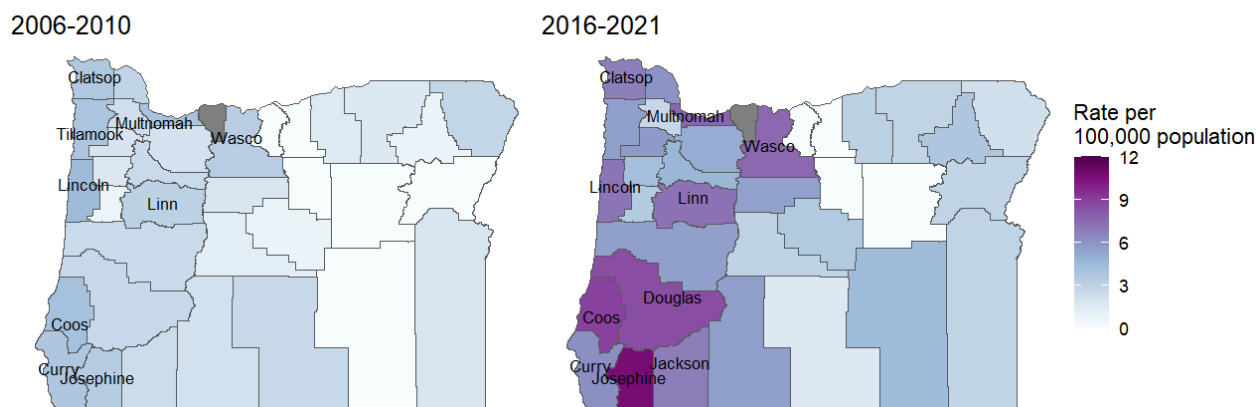 2006-2010
Clatsop
Tillamook
Multnomah
Wasco
Lincoln
Linn
Coos
Curry
Josephine
2016-2021
Clatsop
Multnomah
Wasco
Lincoln
Linn
Douglas
Coos
Curry
Jackson
Josephine
Rate per
100,000 population
12
9
6
3
0